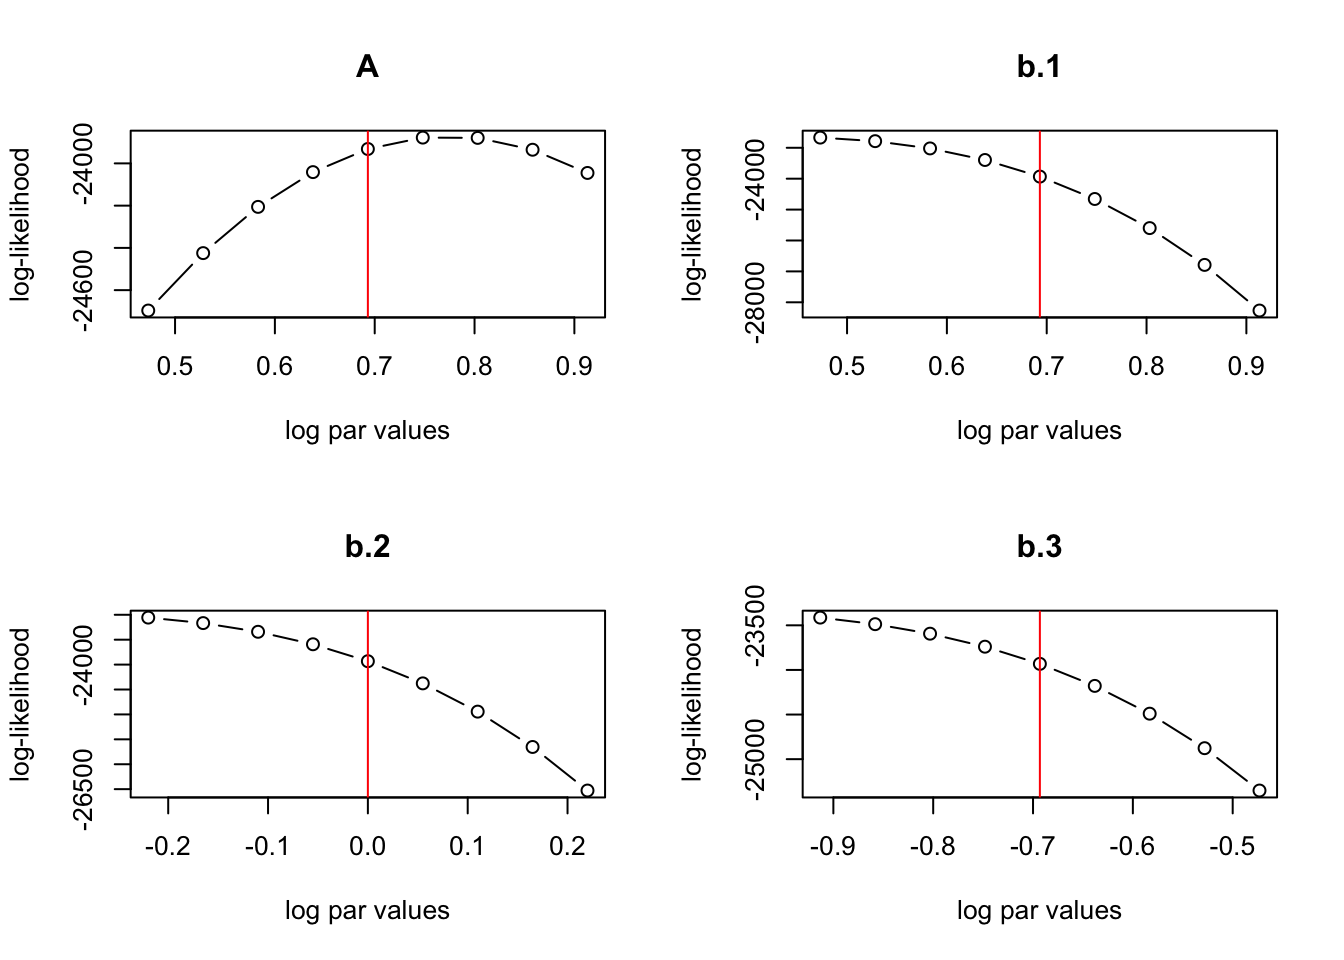 A
log-likelihood
-24600 -24000
0.5 0.6 0.7 0.8 0.9
log par values
b.1
log-likelihood
-28000 -24000
0.5 0.6 0.7 0.8 0.9
log par values
b.2
log-likelihood
-26500 -24000
-0.2 -0.1 0.0 0.1 0.2
log par values
b.3
log-likelihood
-25000 -23500
-0.9 -0.8 -0.7 -0.6 -0.5
log par values